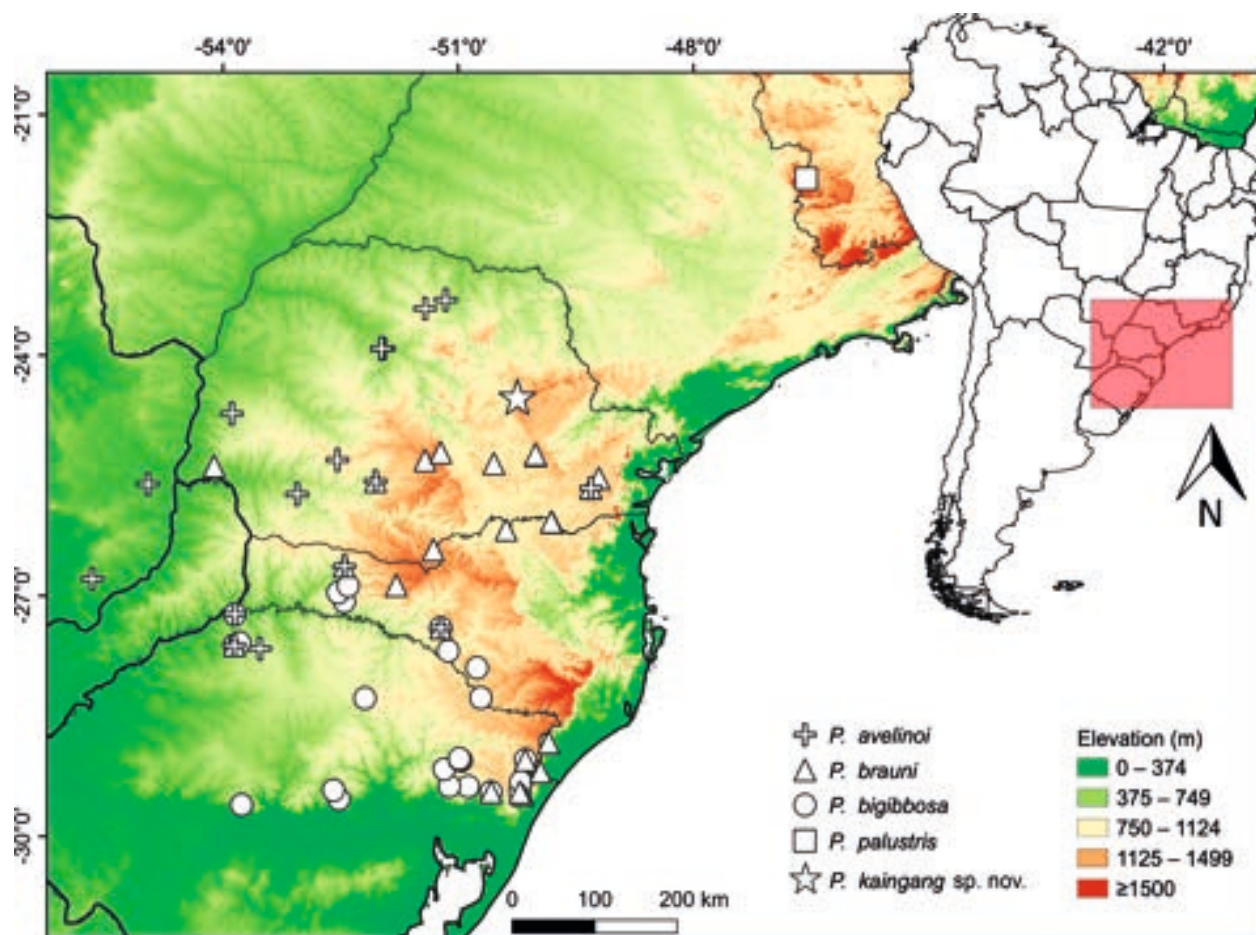 -54°0' -51°0' -48°0' -4 -42°0'
-21°0'
-24°0'
-27°0'
-30°0'
N
P. avelinoi
P. brauni
P. bigibbosa
P. palustris
P. kaingang sp. nov.
Elevation (m)
0 – 374
375 – 749
750 – 1124
1125 – 1499
≥1500
0 100 200 km